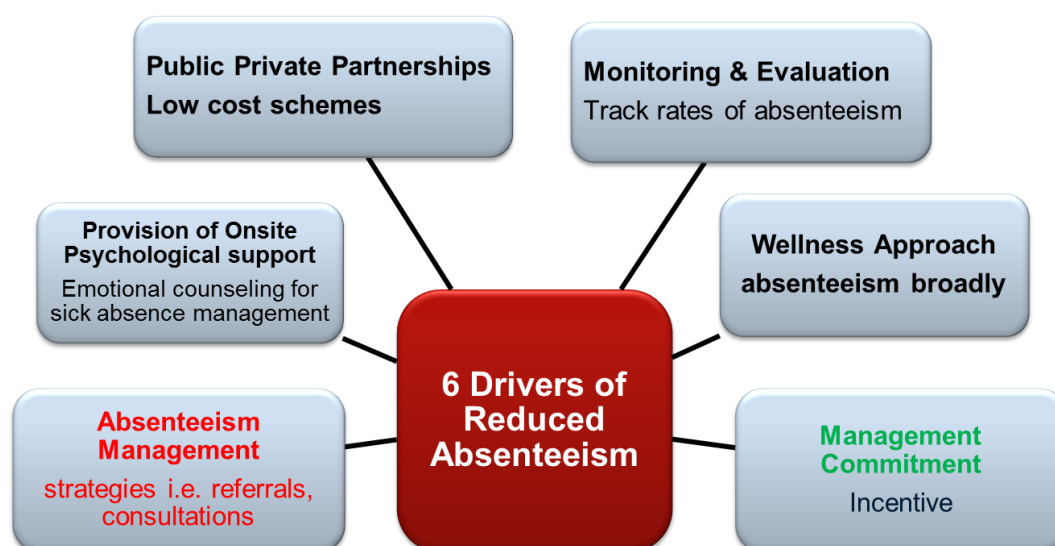 Public Private Partnerships
Low cost schemes
Monitoring & Evaluation
Track rates of absenteeism
Provision of Onsite
Psychological support
Emotional counseling for
sick absence management
Wellness Approach
absenteeism broadly
6 Drivers of
Reduced
Absenteeism
Absenteeism
Management
strategies i.e. referrals,
consultations
Management
Commitment
Incentive